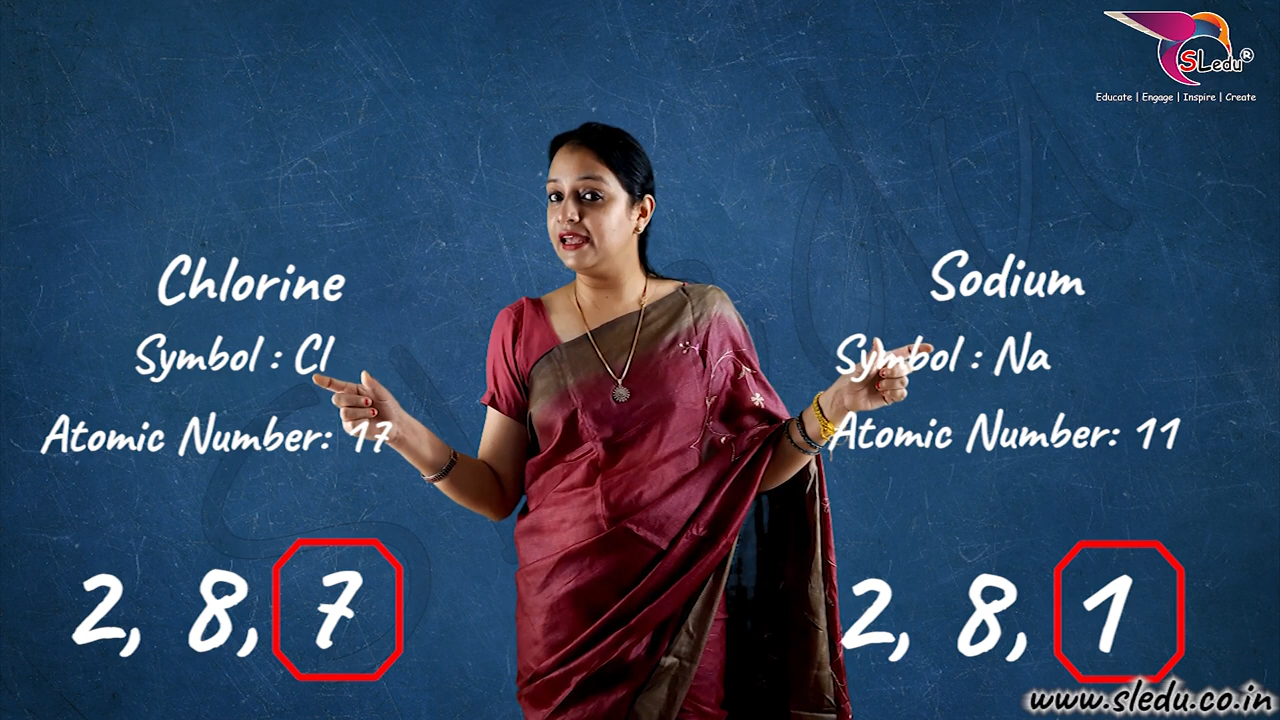 SLedu®
Educate | Engage | Inspire | Create
Chlorine
Symbol : Cl
Atomic Number: 17
2, 8, 7
Sodium
Symbol : Na
Atomic Number: 11
2, 8, 1
www.sledu.co.in